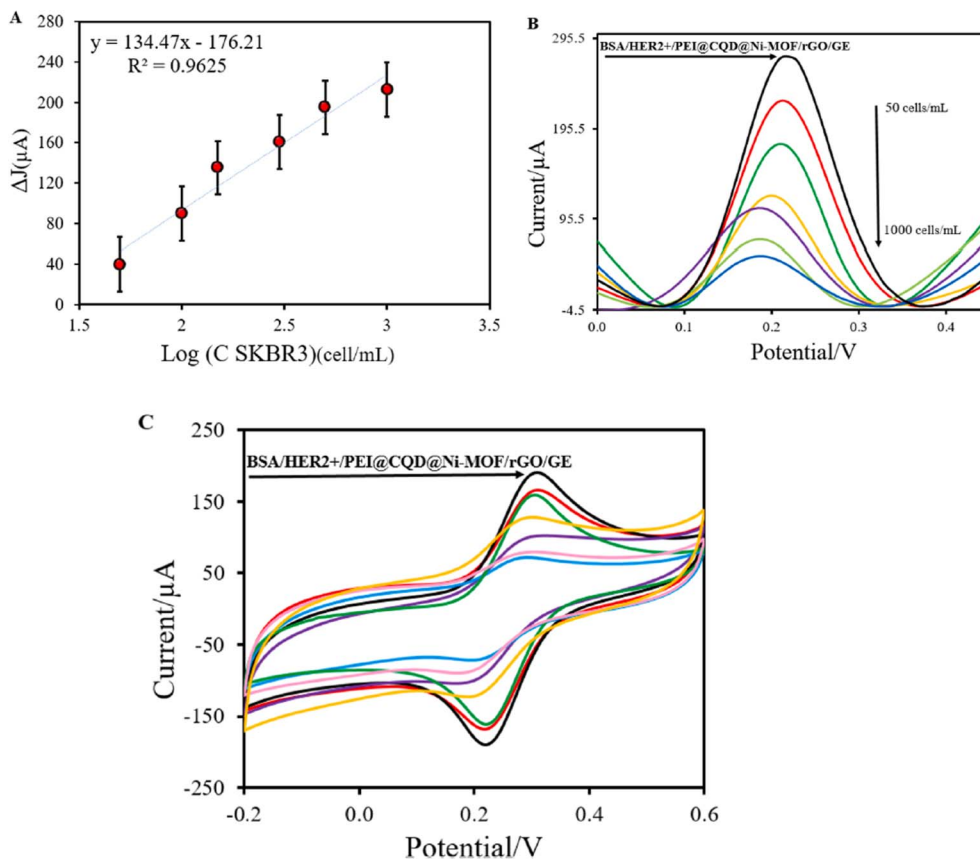 A
y = 134.47x - 176.21
R² = 0.9625
280
240
200
160
120
80
40
0
ΔJ(µA)
1.5 2 2.5 3 3.5
Log (C SKBR3)(cell/mL)
B
295.5
195.5
95.5
-4.5
Current/µA
BSA/HER2+/PEI@CQD@Ni-MOF/rGO/GE
50 cells/mL
1000 cells/mL
0.0 0.1 0.2 0.3 0.4
Potential/V
C
250
150
50
-50
-150
-250
Current/µA
BSA/HER2+/PEI@CQD@Ni-MOF/rGO/GE
-0.2 0.0 0.2 0.4 0.6
Potential/V